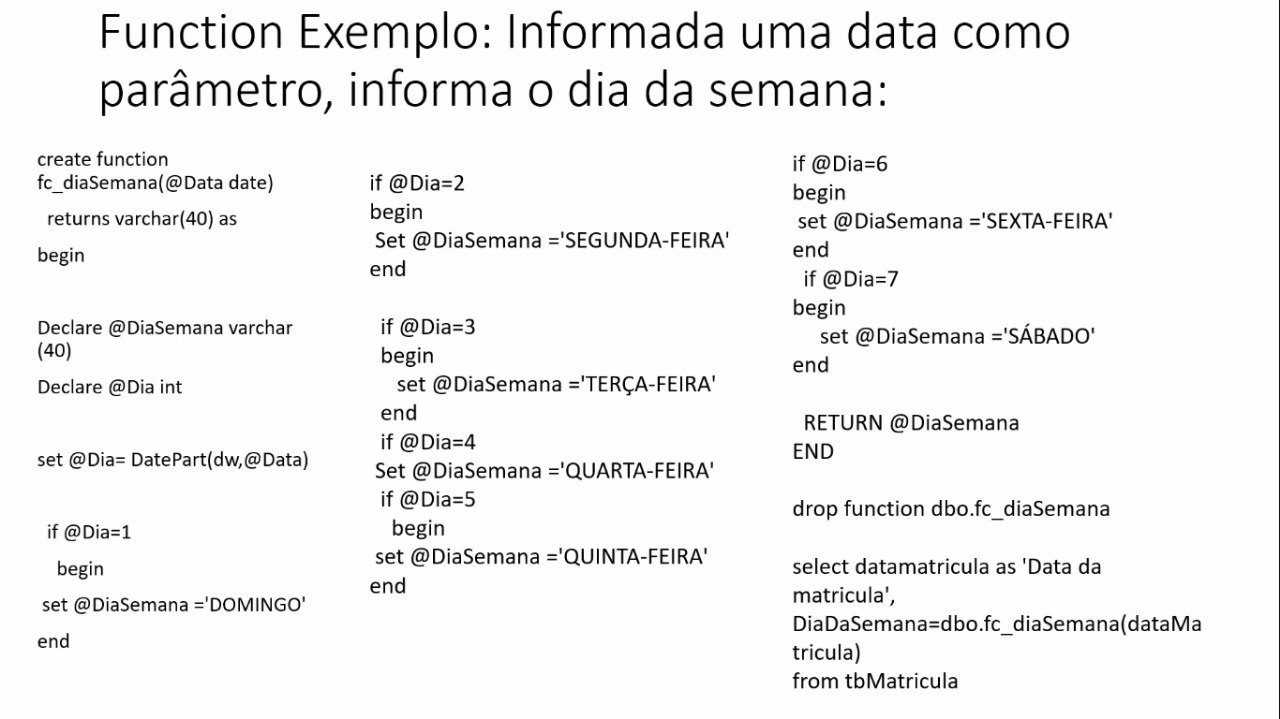 Function Exemplo: Informada uma data como
parâmetro, informa o dia da semana:
create function
fc_diaSemana(@Data date)
returns varchar(40) as
begin
Declare @DiaSemana varchar
(40)
Declare @Dia int
set @Dia= DatePart(dw,@Data)
if @Dia=1
begin
set @DiaSemana ='DOMINGO'
end
if @Dia=2
begin
Set @DiaSemana ='SEGUNDA-FEIRA'
end
if @Dia=3
begin
set @DiaSemana ='TERÇA-FEIRA'
end
if @Dia=4
Set @DiaSemana ='QUARTA-FEIRA'
if @Dia=5
begin
set @DiaSemana ='QUINTA-FEIRA'
end
if @Dia=6
begin
set @DiaSemana ='SEXTA-FEIRA'
end
if @Dia=7
begin
set @DiaSemana ='SÁBADO'
end
RETURN @DiaSemana
END
drop function dbo.fc_diaSemana
select datamatricula as 'Data da
matricula',
DiaDaSemana=dbo.fc_diaSemana(dataMa
tricula)
from tbMatricula